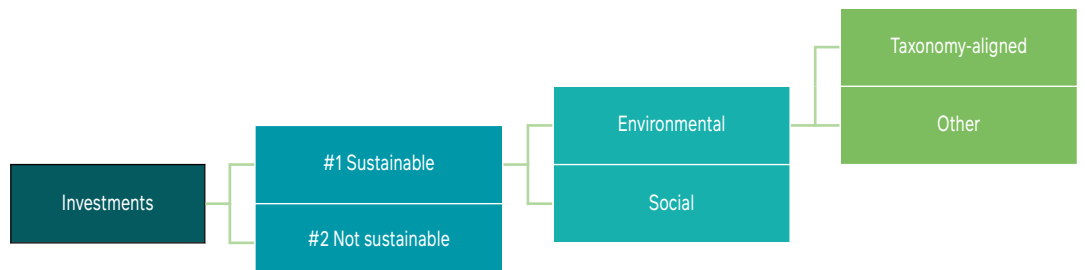 Investments
#1 Sustainable
#2 Not sustainable
Environmental
Social
Taxonomy-aligned
Other